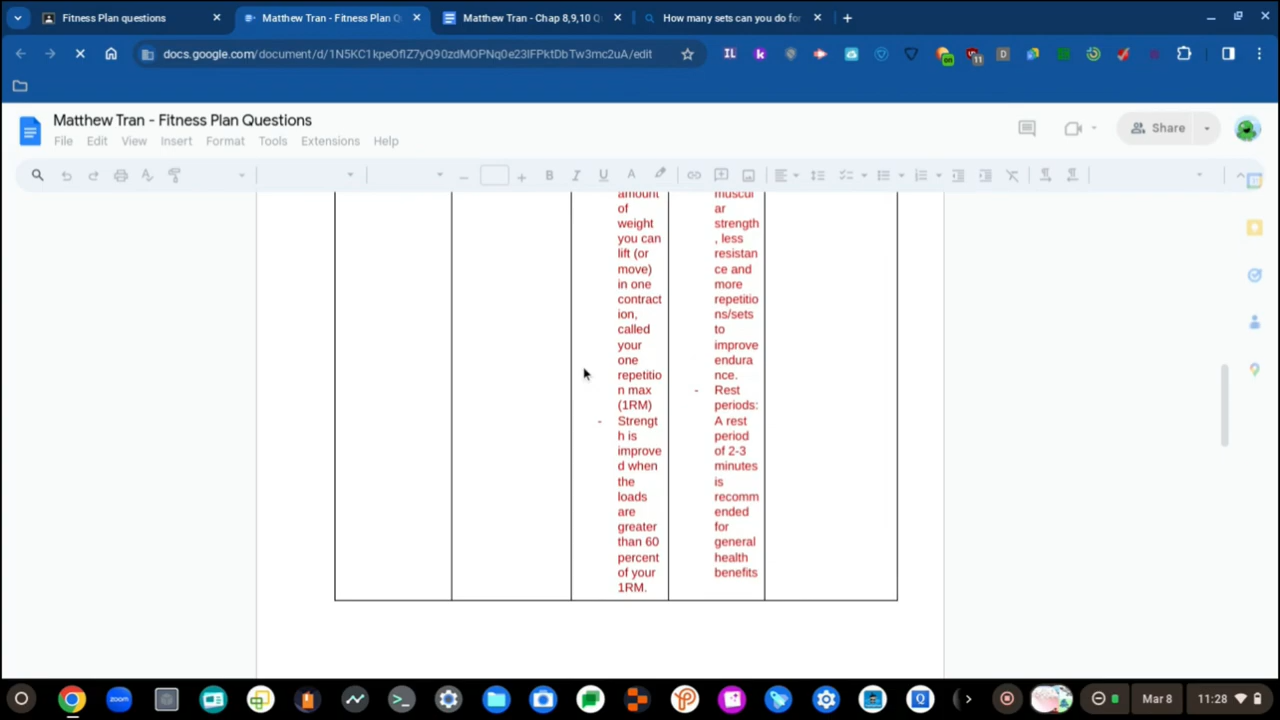 Fitness Plan questions
Matthew Tran - Fitness Plan Q
Matthew Tran - Chap 8,9,10 Q
How many sets can you do for
docs.google.com/document/d/1N5KC1kpeOfIZ7yQ90zdMOPNq0e23IFPktDbTw3mc2uA/edit
Matthew Tran - Fitness Plan Questions
File Edit View Insert Format Tools Extensions Help
Share
amount
of
weight
you can
lift (or
move)
in one
contract
ion,
called
your
one
repetitio
n max
(1RM)
- Strengt
h is
improve
d when
the
loads
are
greater
than 60
percent
of your
1RM.
muscul
ar
strength
, less
resistan
ce and
more
repetitio
ns/sets
to
improve
endura
nce.
- Rest
periods:
A rest
period
of 2-3
minutes
is
recomm
ended
for
general
health
benefits
zoom
Mar 8
11:28